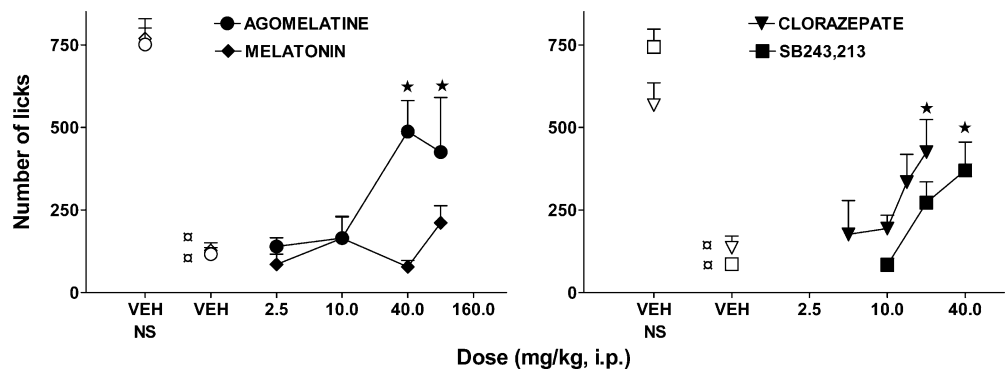 Number of licks
AGOMELATINE
MELATONIN
750
500
250
0
VEH NS
VEH
2.5
10.0
40.0
160.0
CLORAZEPATE
SB243,213
750
500
250
0
VEH NS
VEH
2.5
10.0
40.0
Dose (mg/kg, i.p.)